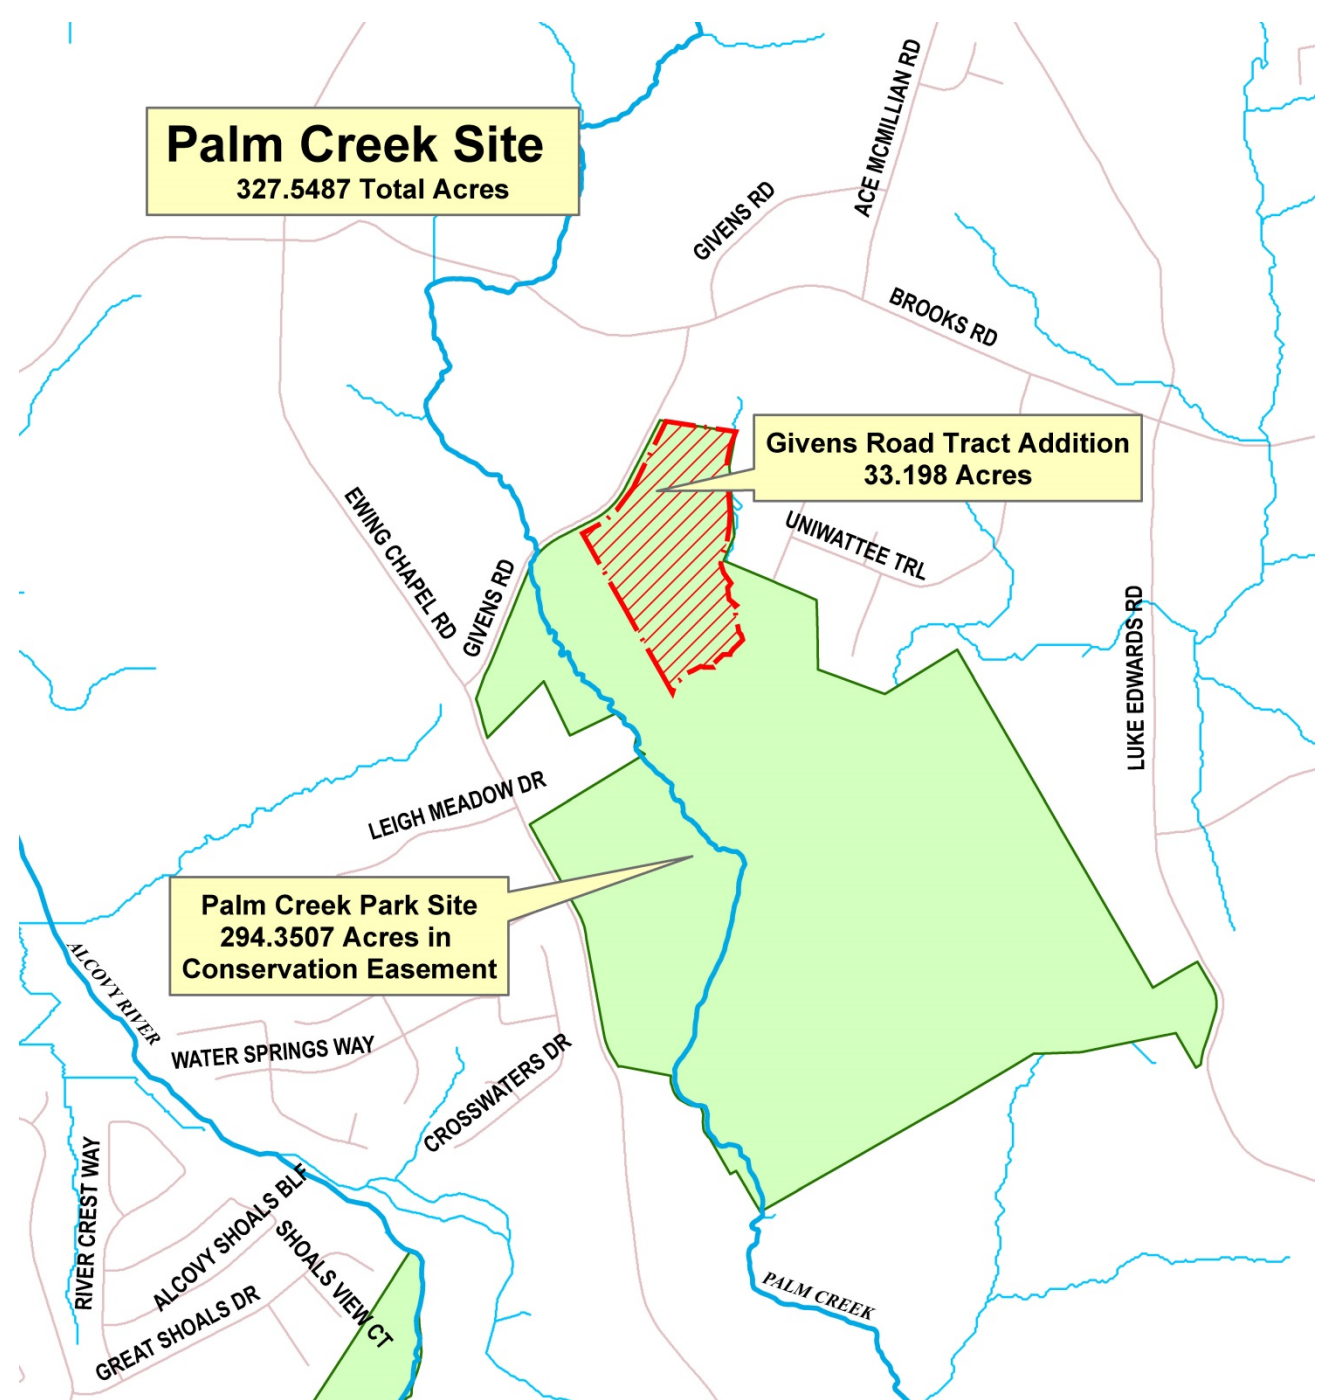 Palm Creek Site
327.5487 Total Acres
ACE MCMILLIAN RD
GIVENS RD
BROOKS RD
Givens Road Tract Addition
33.198 Acres
EWING CHAPEL RD
GIVENS RD
UNIWATTEE TRL
LUKE EDWARDS RD
LEIGH MEADOW DR
Palm Creek Park Site
294.3507 Acres in
Conservation Easement
ALCOVY RIVER
WATER SPRINGS WAY
CROSSWATERS DR
RIVER CREST WAY
ALCOVY SHOALS BLF
SHOALS VIEW CT
GREAT SHOALS DR
PALM CREEK